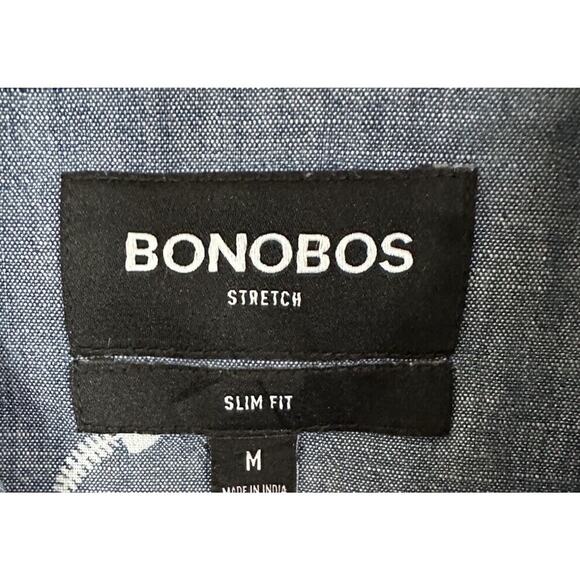 BONOBOS
STRETCH
SLIM FIT
M
MADE IN INDIA